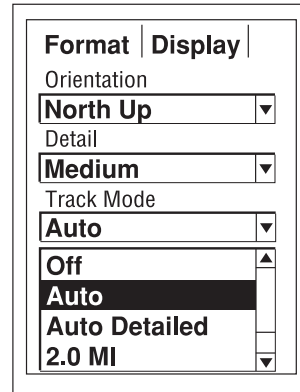 Format Display
Orientation
North Up
Detail
Medium
Track Mode
Auto
Off
Auto
Auto Detailed
2.0 MI